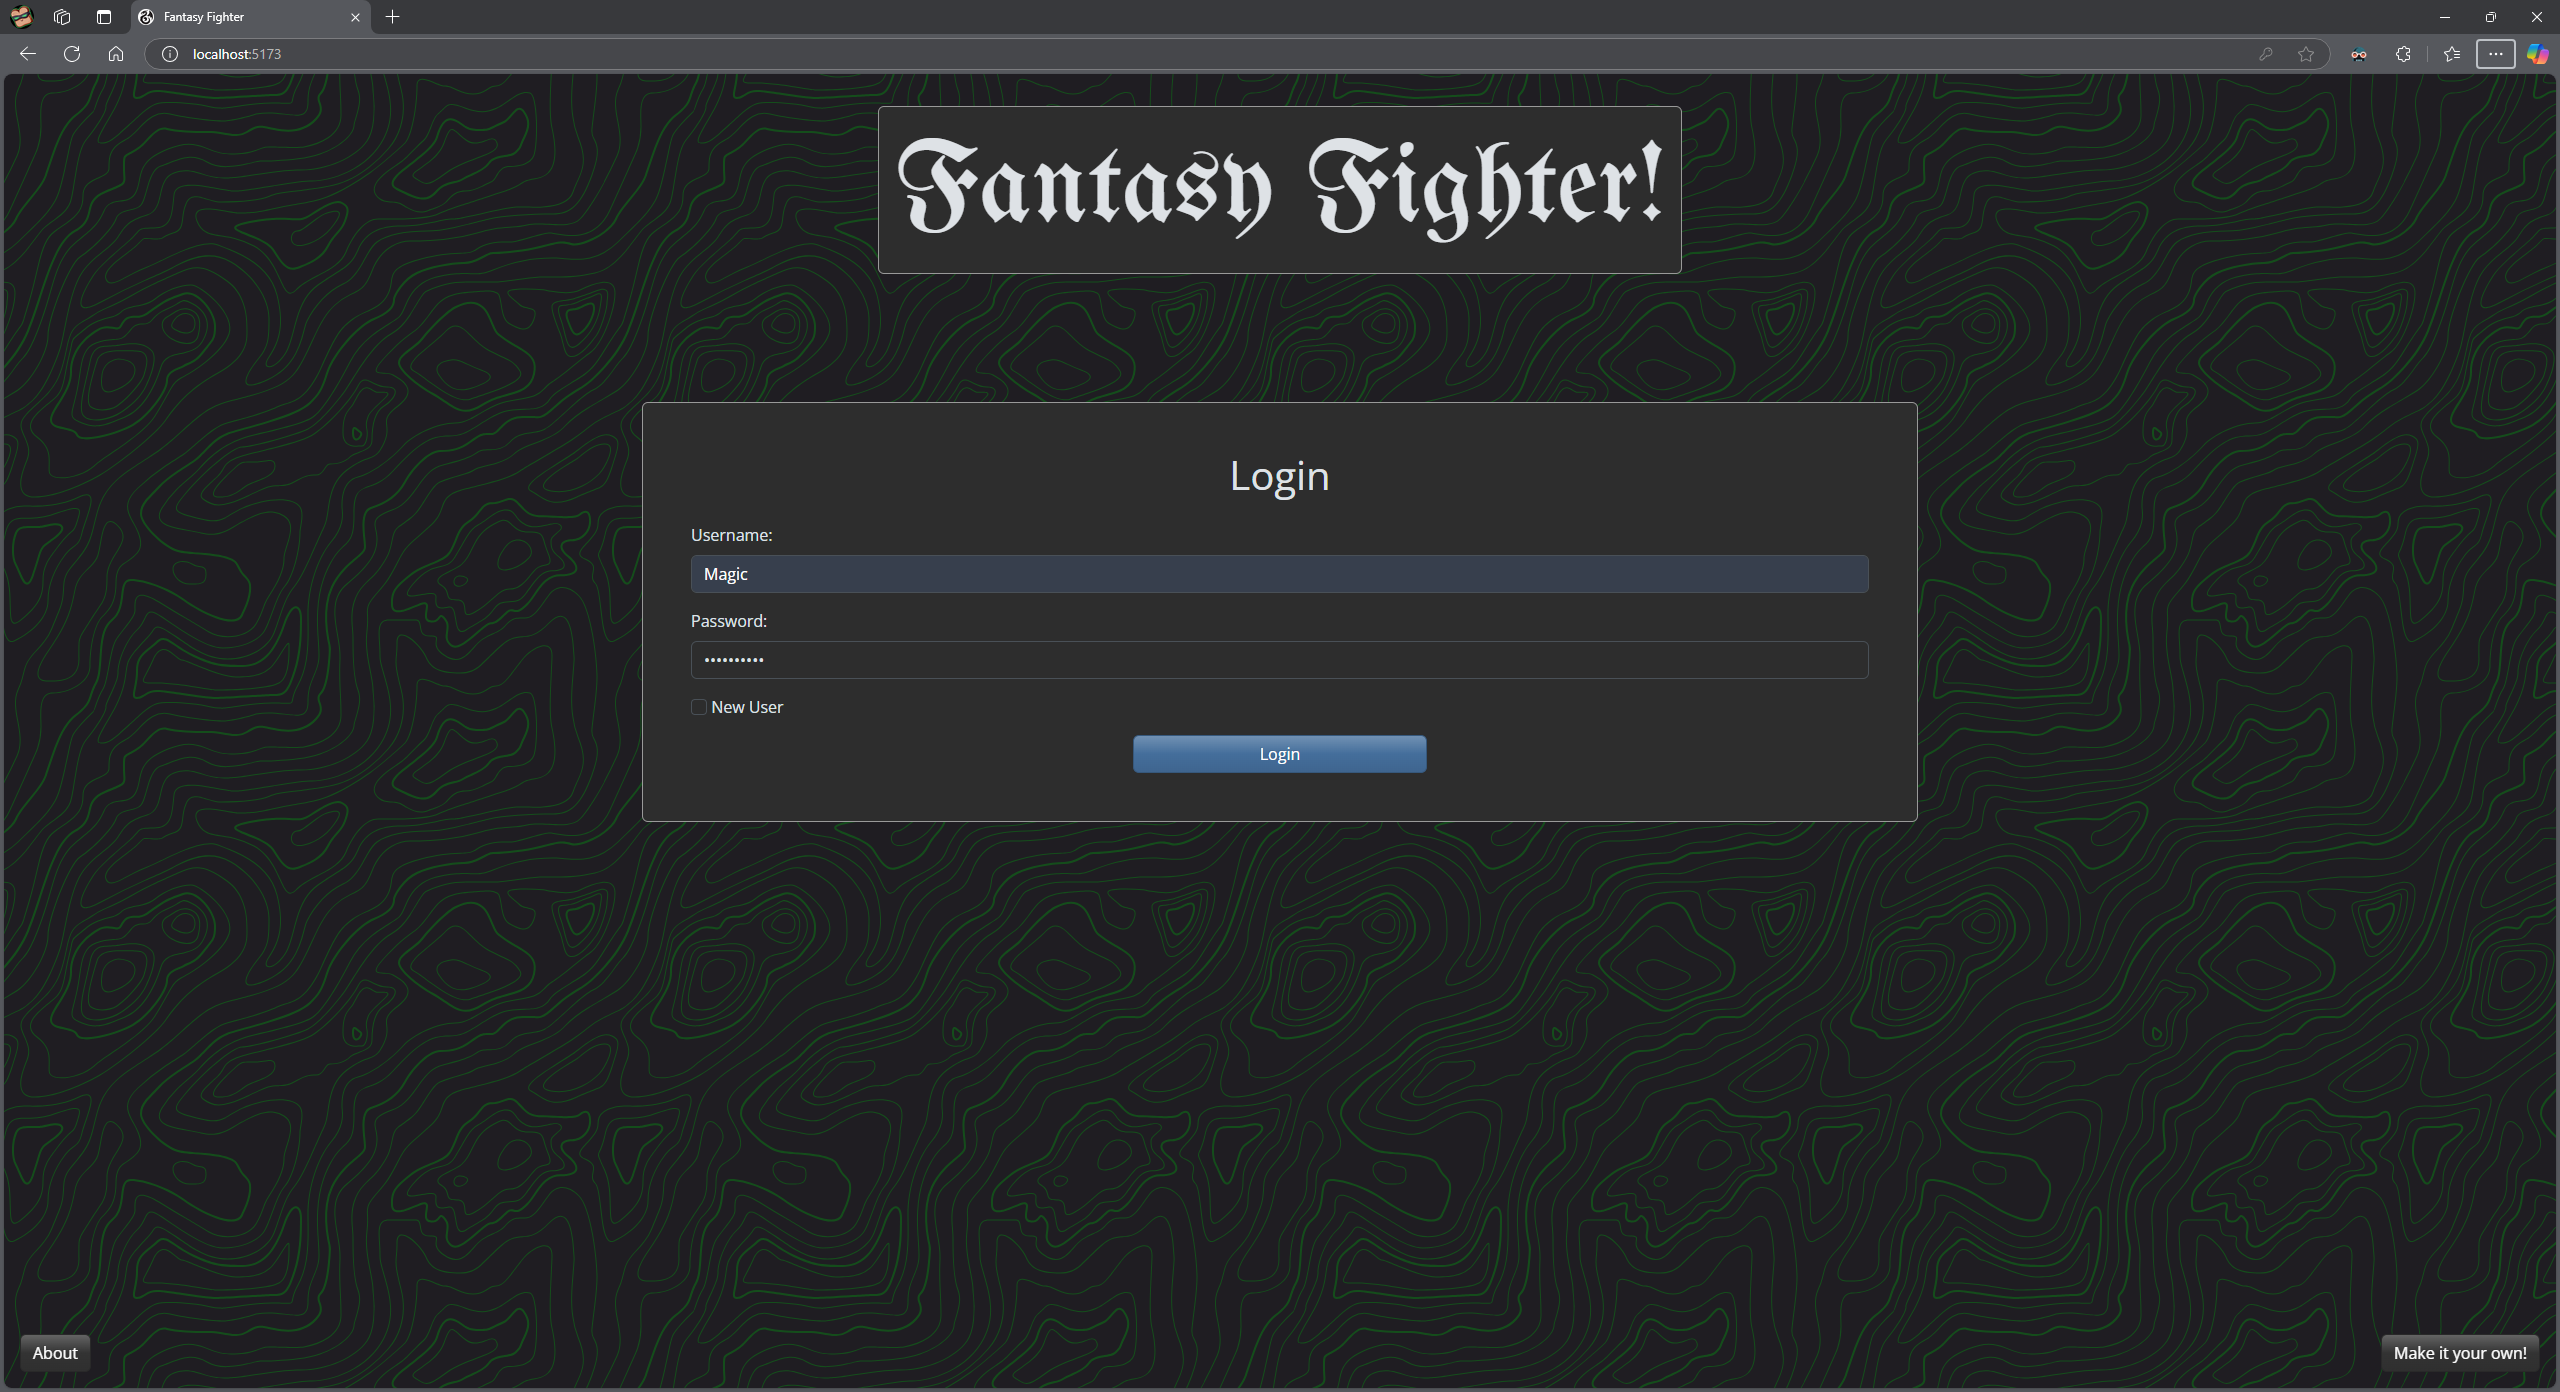 Fantasy Fighter
localhost:5173
Fantasy Fighter!
Login
Username:
Magic
Password:
••••••••••
New User
Login
About
Make it your own!